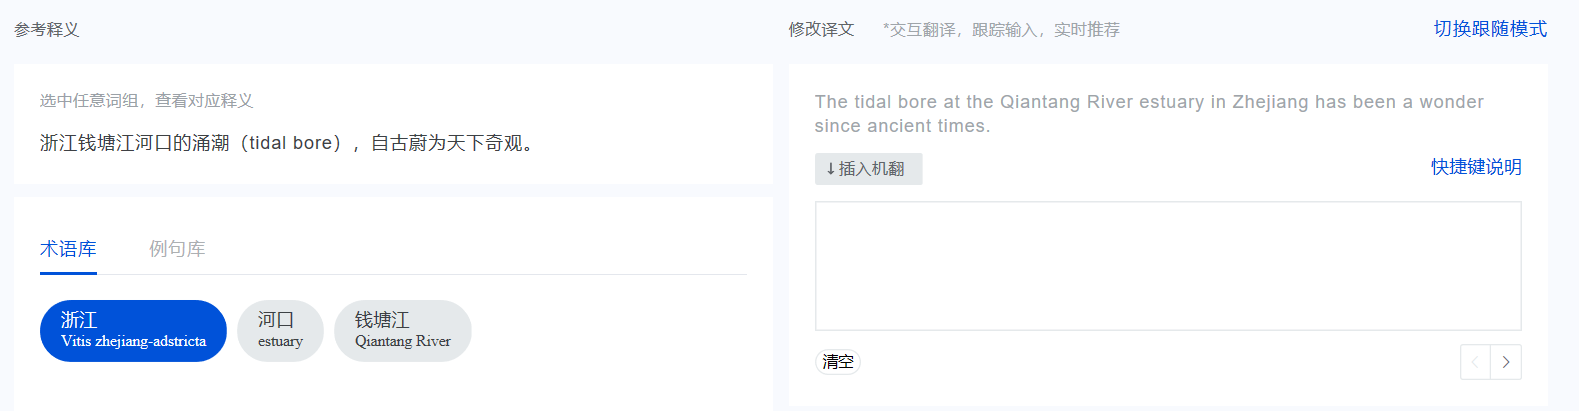 参考释义
选中任意词组，查看对应释义
浙江钱塘江河口的涌潮（tidal bore），自古蔚为天下奇观。
术语库 例句库
浙江
Vitis zhejiang-adstricta
河口
estuary
钱塘江
Qiantang River
修改译文 *交互翻译，跟踪输入，实时推荐 切换跟随模式
The tidal bore at the Qiantang River estuary in Zhejiang has been a wonder
since ancient times.
↓插入机翻 快捷键说明
清空